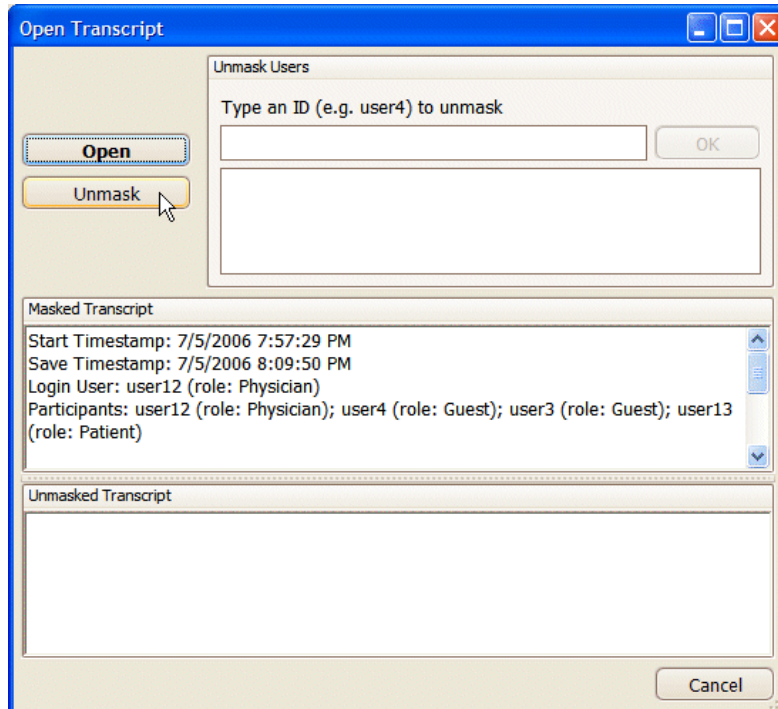 Open Transcript
Unmask Users
Type an ID (e.g. user4) to unmask
OK
Open
Unmask
Masked Transcript
Start Timestamp: 7/5/2006 7:57:29 PM
Save Timestamp: 7/5/2006 8:09:50 PM
Login User: user12 (role: Physician)
Participants: user12 (role: Physician); user4 (role: Guest); user3 (role: Guest); user13
(role: Patient)
Unmasked Transcript
Cancel